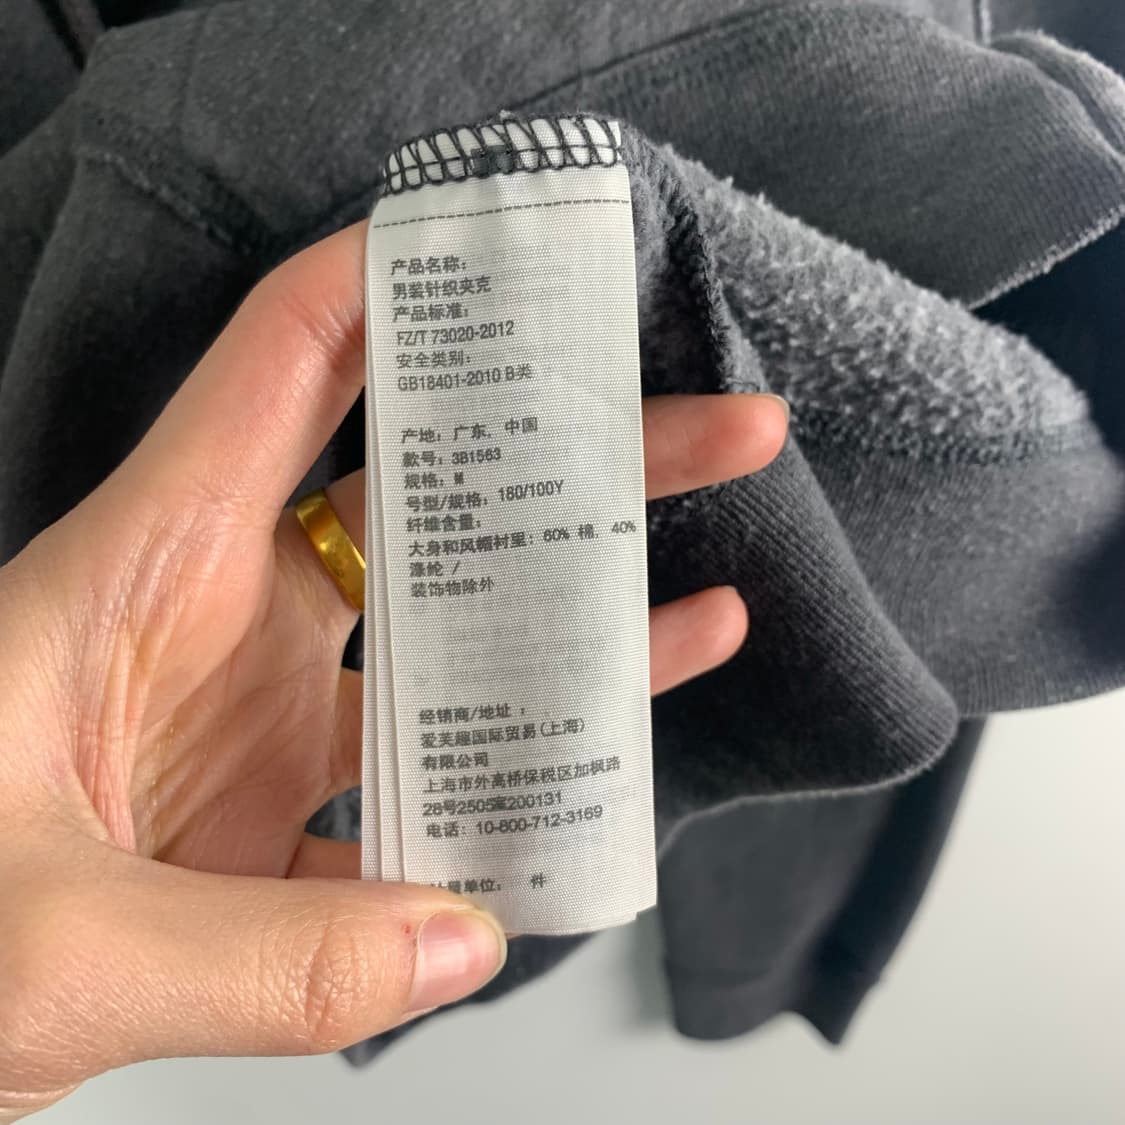 产品名称:
男装针织夹克
产品标准:
FZ/T 73020-2012
安全类别:
GB18401-2010 B类
产地: 广东, 中国
款号: 3B1563
规格: M
号型/规格: 180/100Y
纤维含量:
大身和风帽衬里: 60% 棉, 40%
涤纶 /
装饰物除外
经销商/地址 :
爱芙趣国际贸易(上海)
有限公司
上海市外高桥保税区加枫路
26号2505室200131
电话: 10-800-712-3169
计量单位: 件